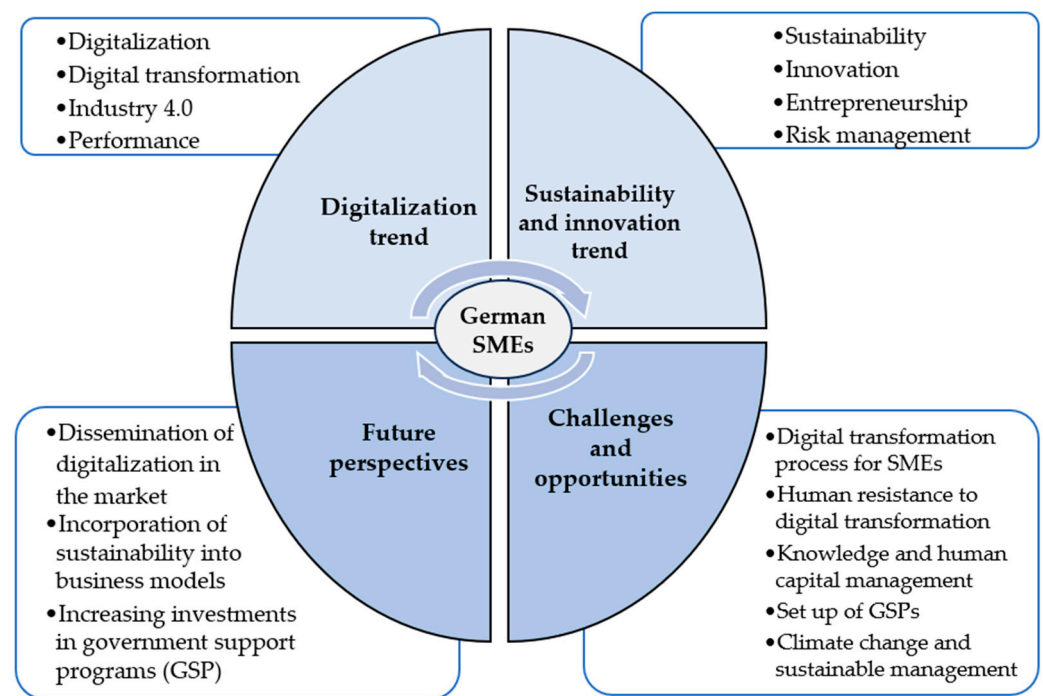 •Digitalization
•Digital transformation
•Industry 4.0
•Performance
•Sustainability
•Innovation
•Entrepreneurship
•Risk management
Digitalization
trend
Sustainability
and innovation
trend
German
SMEs
Future
perspectives
Challenges
and
opportunities
•Dissemination of
digitalization in
the market
•Incorporation of
sustainability into
business models
•Increasing investments
in government support
programs (GSP)
•Digital transformation
process for SMEs
•Human resistance to
digital transformation
•Knowledge and human
capital management
•Set up of GSPs
•Climate change and
sustainable management